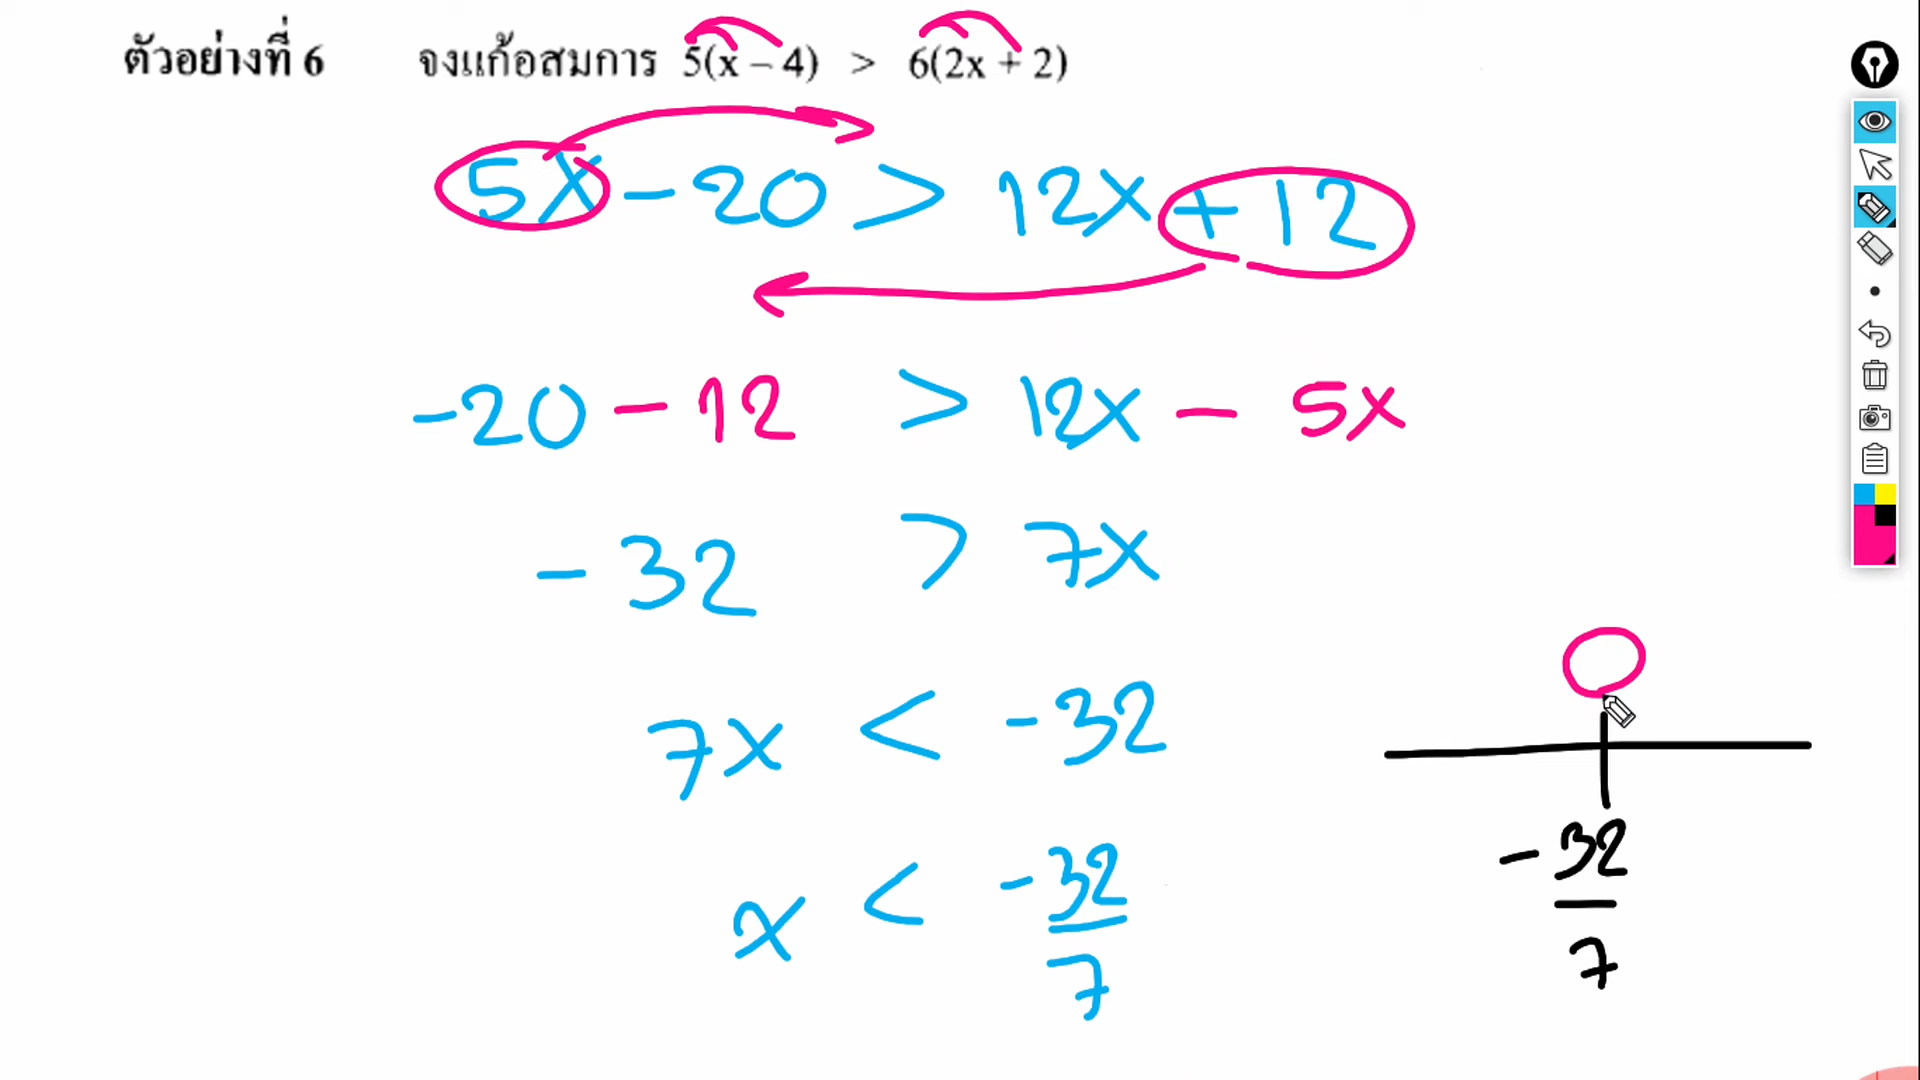 ตัวอย่างที่ 6 จงแก้อสมการ 5(x – 4) > 6(2x + 2)
5x - 20 > 12x + 12
-20 - 12 > 12x - 5x
-32 > 7x
7x < -32
x < -32/7
-32/7